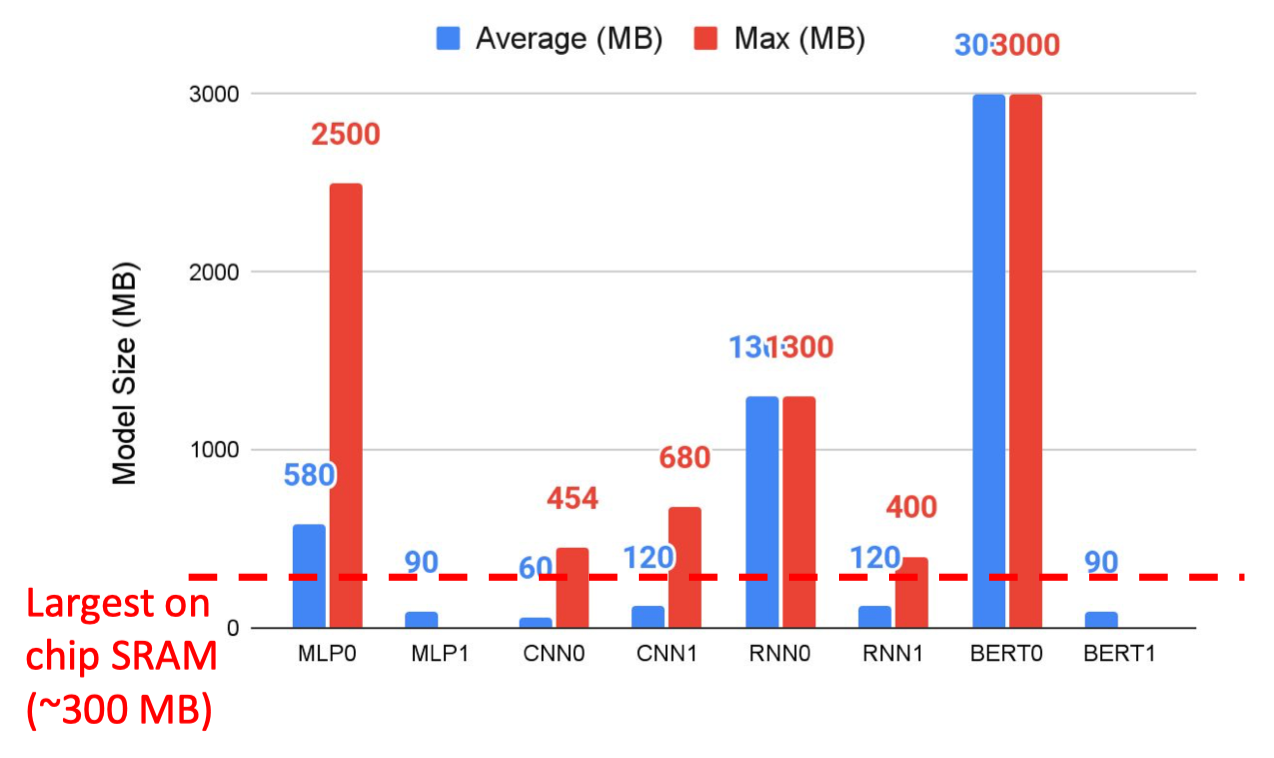 Average (MB) Max (MB)
3000
3000
2500
2000
Model Size (MB)
1300
1000
680
580
454
400
90
60
120
120
90
Largest on
chip SRAM
(~300 MB)
0
MLP0 MLP1 CNN0 CNN1 RNN0 RNN1 BERT0 BERT1